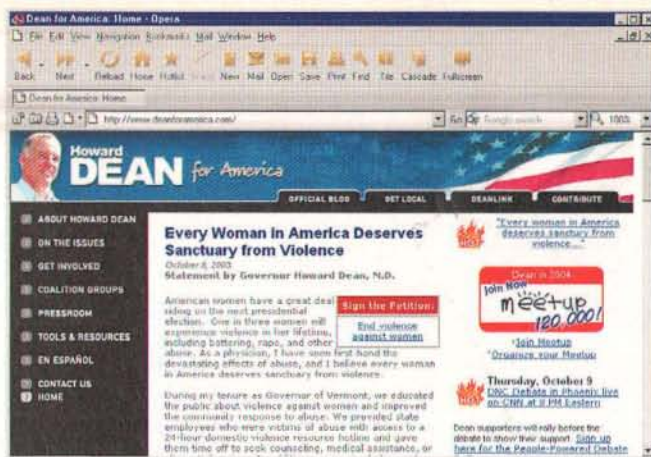 Dean for America: Home - Opera
File Edit View Navigation Bookmarks Mail Window Help
Back Next Reload Home Hotlist New Mail Open Save Print Find Tile Cascade Fullscreen
Dean for America: Home
http://www.deanforamerica.com/ Go Google search 100%
Howard
DEAN for America
OFFICIAL BLOG GET LOCAL DEANLINK CONTRIBUTE
ABOUT HOWARD DEAN
ON THE ISSUES
GET INVOLVED
COALITION GROUPS
PRESSROOM
TOOLS & RESOURCES
EN ESPAÑOL
CONTACT US
HOME
Every Woman in America Deserves
Sanctuary from Violence
October 8, 2003
Statement by Governor Howard Dean, M.D.
American women have a great deal
riding on the next presidential
election. One in three women will
experience violence in her lifetime,
including battering, rape, and other
abuse. As a physician, I have seen first hand the
devastating effects of abuse, and I believe every woman
in America deserves sanctuary from violence.
Sign the Petition:
End violence
against women
During my tenure as Governor of Vermont, we educated
the public about violence against women and improved
the community response to abuse. We provided state
employees who were victims of abuse with access to a
24-hour domestic violence resource hotline and gave
them time off to seek counseling, medical assistance, or
HOT
"Every woman in America
deserves sanctuary from
violence..."
Dean in 2004
Join Now
meetup
120,000!
Join Meetup
Organize your Meetup
HOT
Thursday, October 9
DNC Debate in Phoenix live
on CNN at 8 PM Eastern
Dean supporters will rally before the
debate to show their support. Sign up
here for the People-Powered Debate